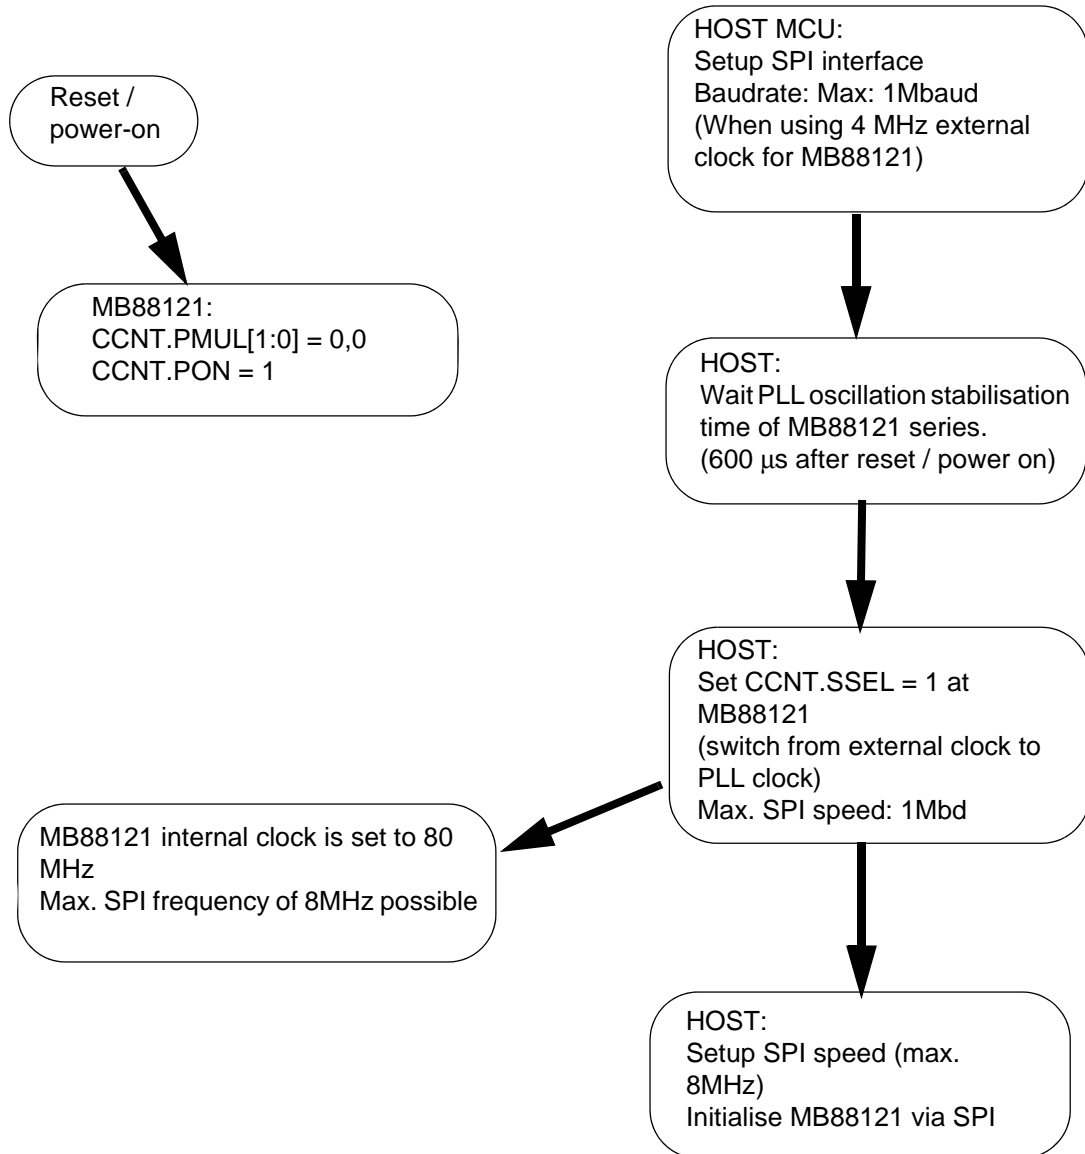 Reset /
power-on
MB88121:
CCNT.PMUL[1:0] = 0,0
CCNT.PON = 1
HOST MCU:
Setup SPI interface
Baudrate: Max: 1Mbaud
(When using 4 MHz external
clock for MB88121)
HOST:
Wait PLL oscillation stabilisation
time of MB88121 series.
(600 μs after reset / power on)
HOST:
Set CCNT.SSEL = 1 at
MB88121
(switch from external clock to
PLL clock)
Max. SPI speed: 1Mbd
MB88121 internal clock is set to 80
MHz
Max. SPI frequency of 8MHz possible
HOST:
Setup SPI speed (max.
8MHz)
Initialise MB88121 via SPI